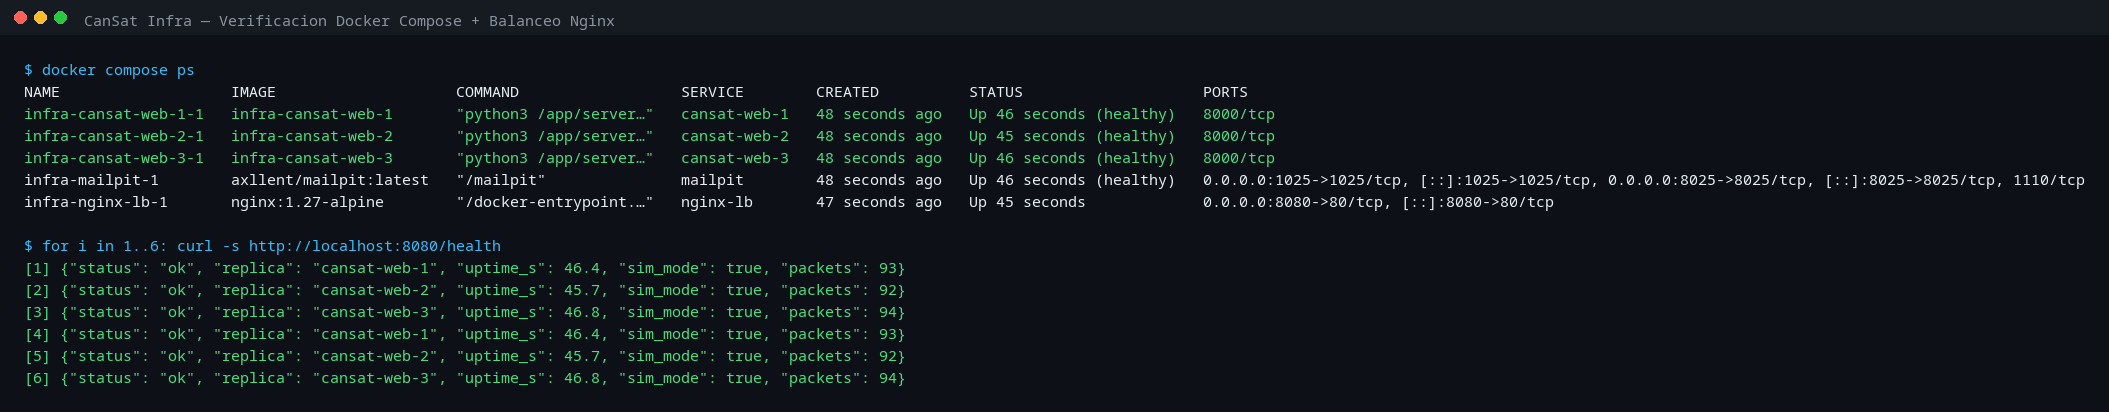 CanSat Infra — Verificacion Docker Compose + Balanceo Nginx
$ docker compose ps
NAME IMAGE COMMAND SERVICE CREATED STATUS PORTS
infra-cansat-web-1-1 infra-cansat-web-1 "python3 /app/server…" cansat-web-1 48 seconds ago Up 46 seconds (healthy) 8000/tcp
infra-cansat-web-2-1 infra-cansat-web-2 "python3 /app/server…" cansat-web-2 48 seconds ago Up 45 seconds (healthy) 8000/tcp
infra-cansat-web-3-1 infra-cansat-web-3 "python3 /app/server…" cansat-web-3 48 seconds ago Up 46 seconds (healthy) 8000/tcp
infra-mailpit-1 axllent/mailpit:latest "/mailpit" mailpit 48 seconds ago Up 46 seconds (healthy) 0.0.0.0:1025->1025/tcp, [::]:1025->1025/tcp, 0.0.0.0:8025->8025/tcp, [::]:8025->8025/tcp, 1110/tcp
infra-nginx-lb-1 nginx:1.27-alpine "/docker-entrypoint.…" nginx-lb 47 seconds ago Up 45 seconds 0.0.0.0:8080->80/tcp, [::]:8080->80/tcp
$ for i in 1..6: curl -s http://localhost:8080/health
[1] {"status": "ok", "replica": "cansat-web-1", "uptime_s": 46.4, "sim_mode": true, "packets": 93}
[2] {"status": "ok", "replica": "cansat-web-2", "uptime_s": 45.7, "sim_mode": true, "packets": 92}
[3] {"status": "ok", "replica": "cansat-web-3", "uptime_s": 46.8, "sim_mode": true, "packets": 94}
[4] {"status": "ok", "replica": "cansat-web-1", "uptime_s": 46.4, "sim_mode": true, "packets": 93}
[5] {"status": "ok", "replica": "cansat-web-2", "uptime_s": 45.7, "sim_mode": true, "packets": 92}
[6] {"status": "ok", "replica": "cansat-web-3", "uptime_s": 46.8, "sim_mode": true, "packets": 94}